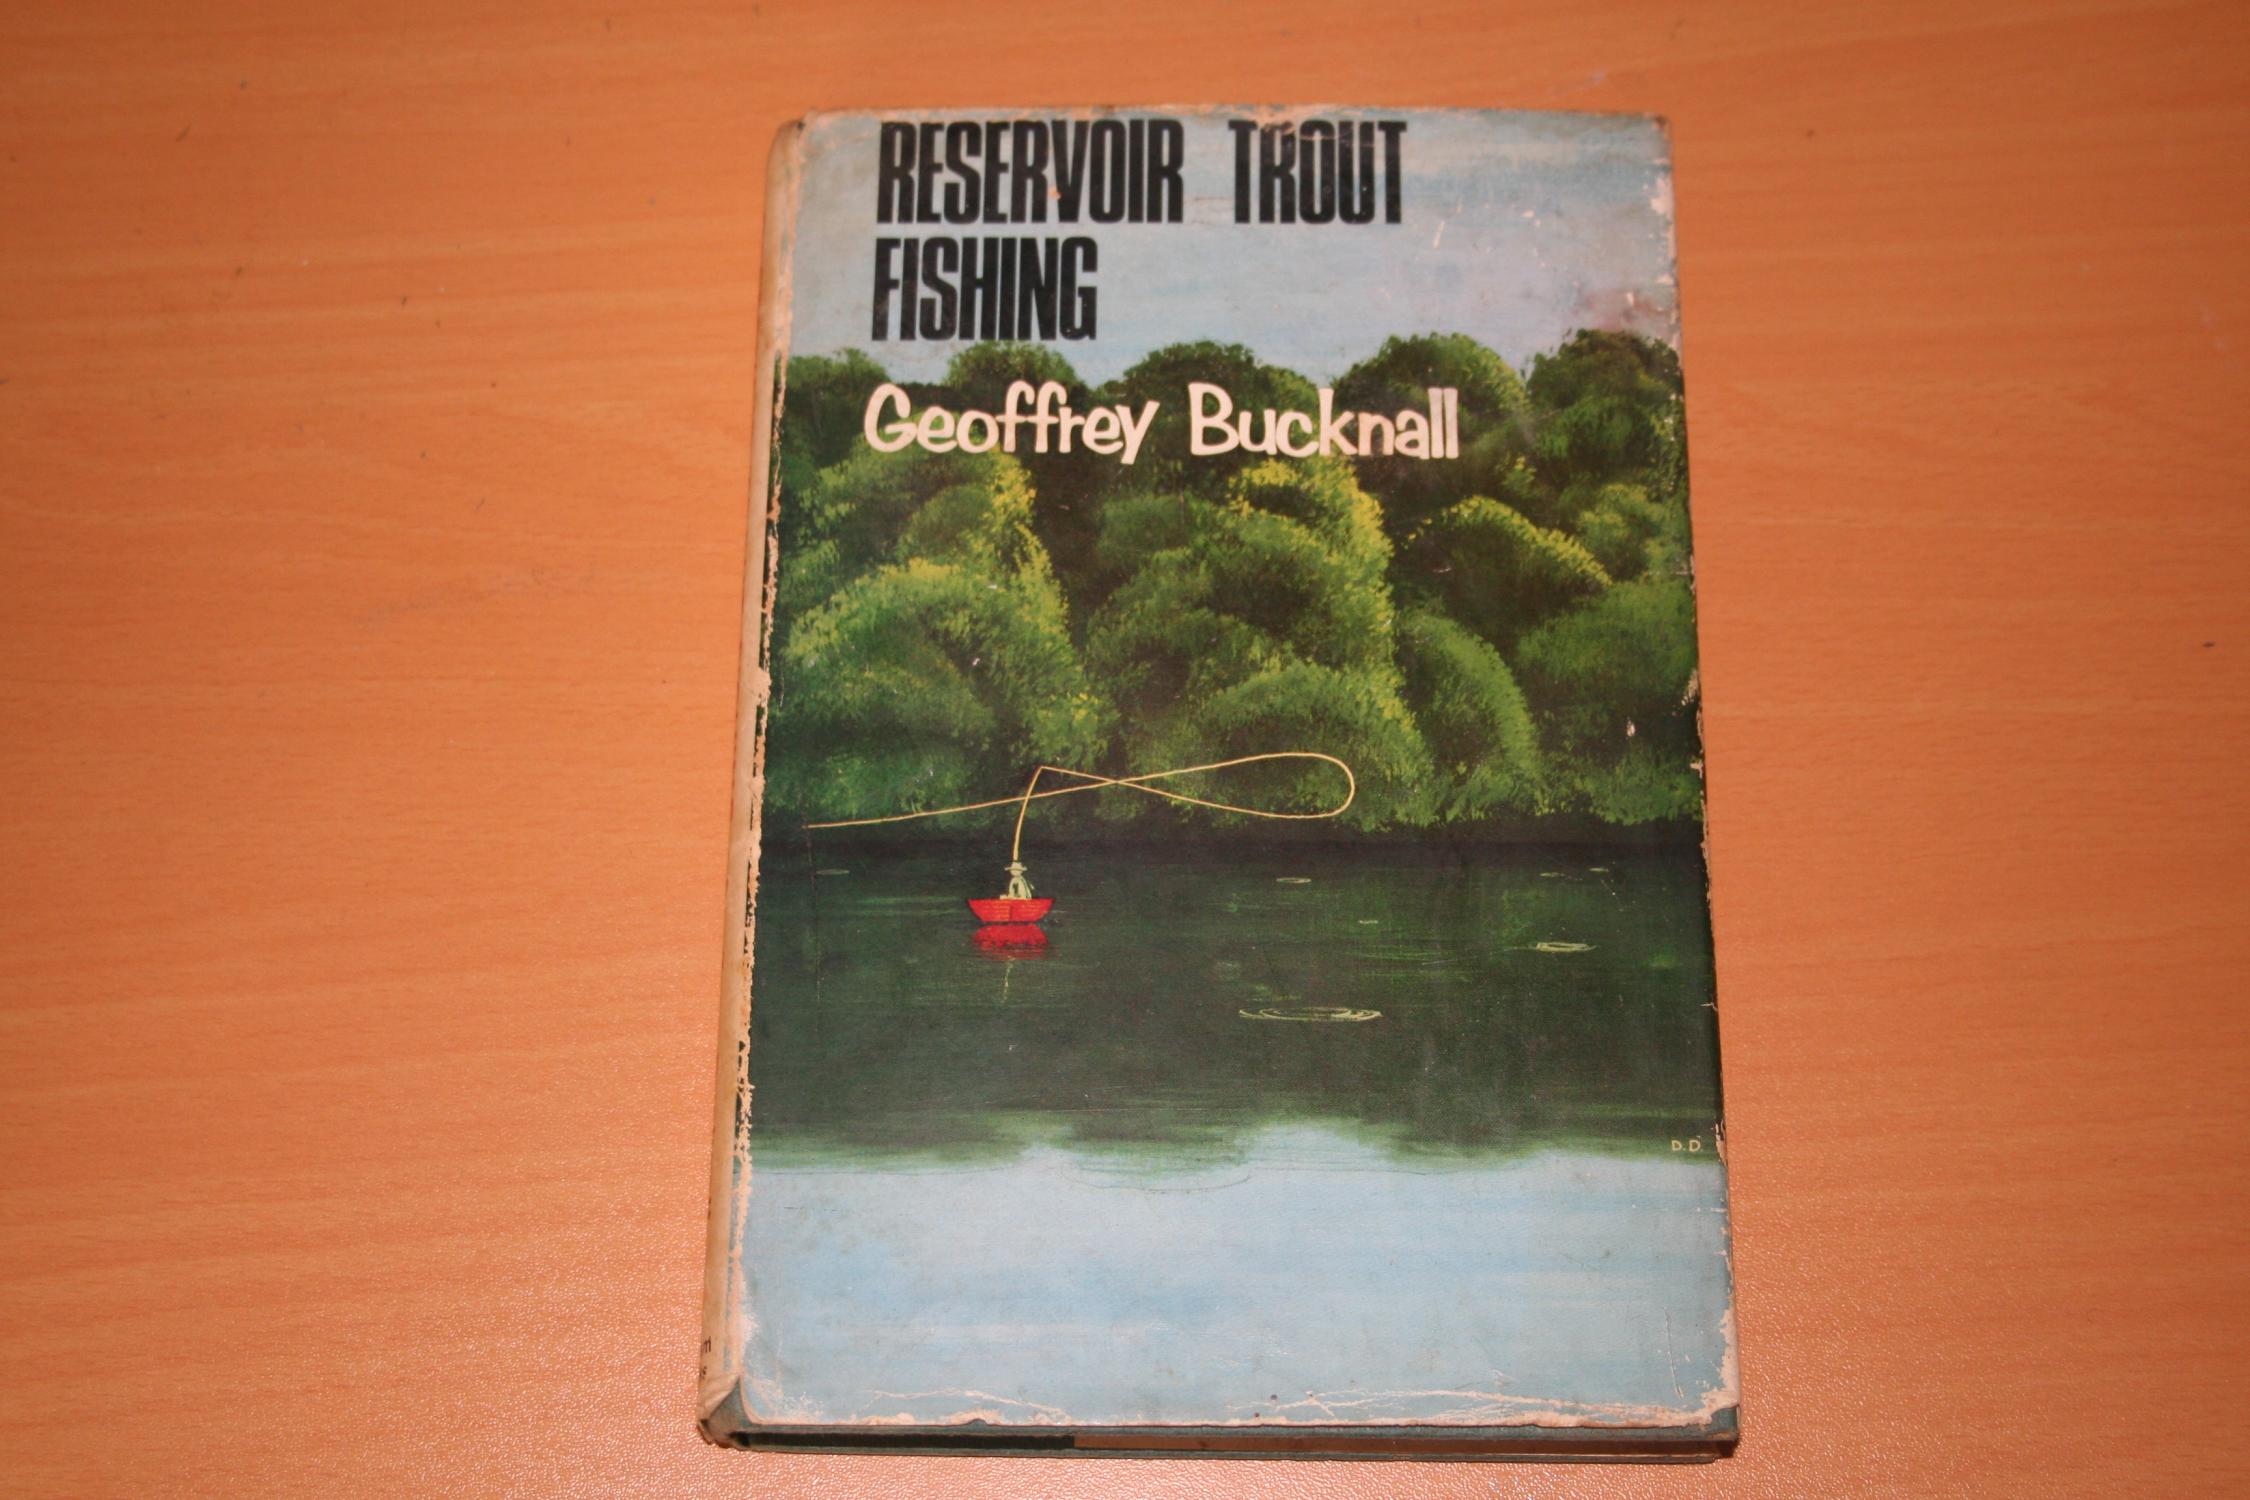 RESERVOIR TROUT
FISHING
Geoffrey Bucknall
D.D.